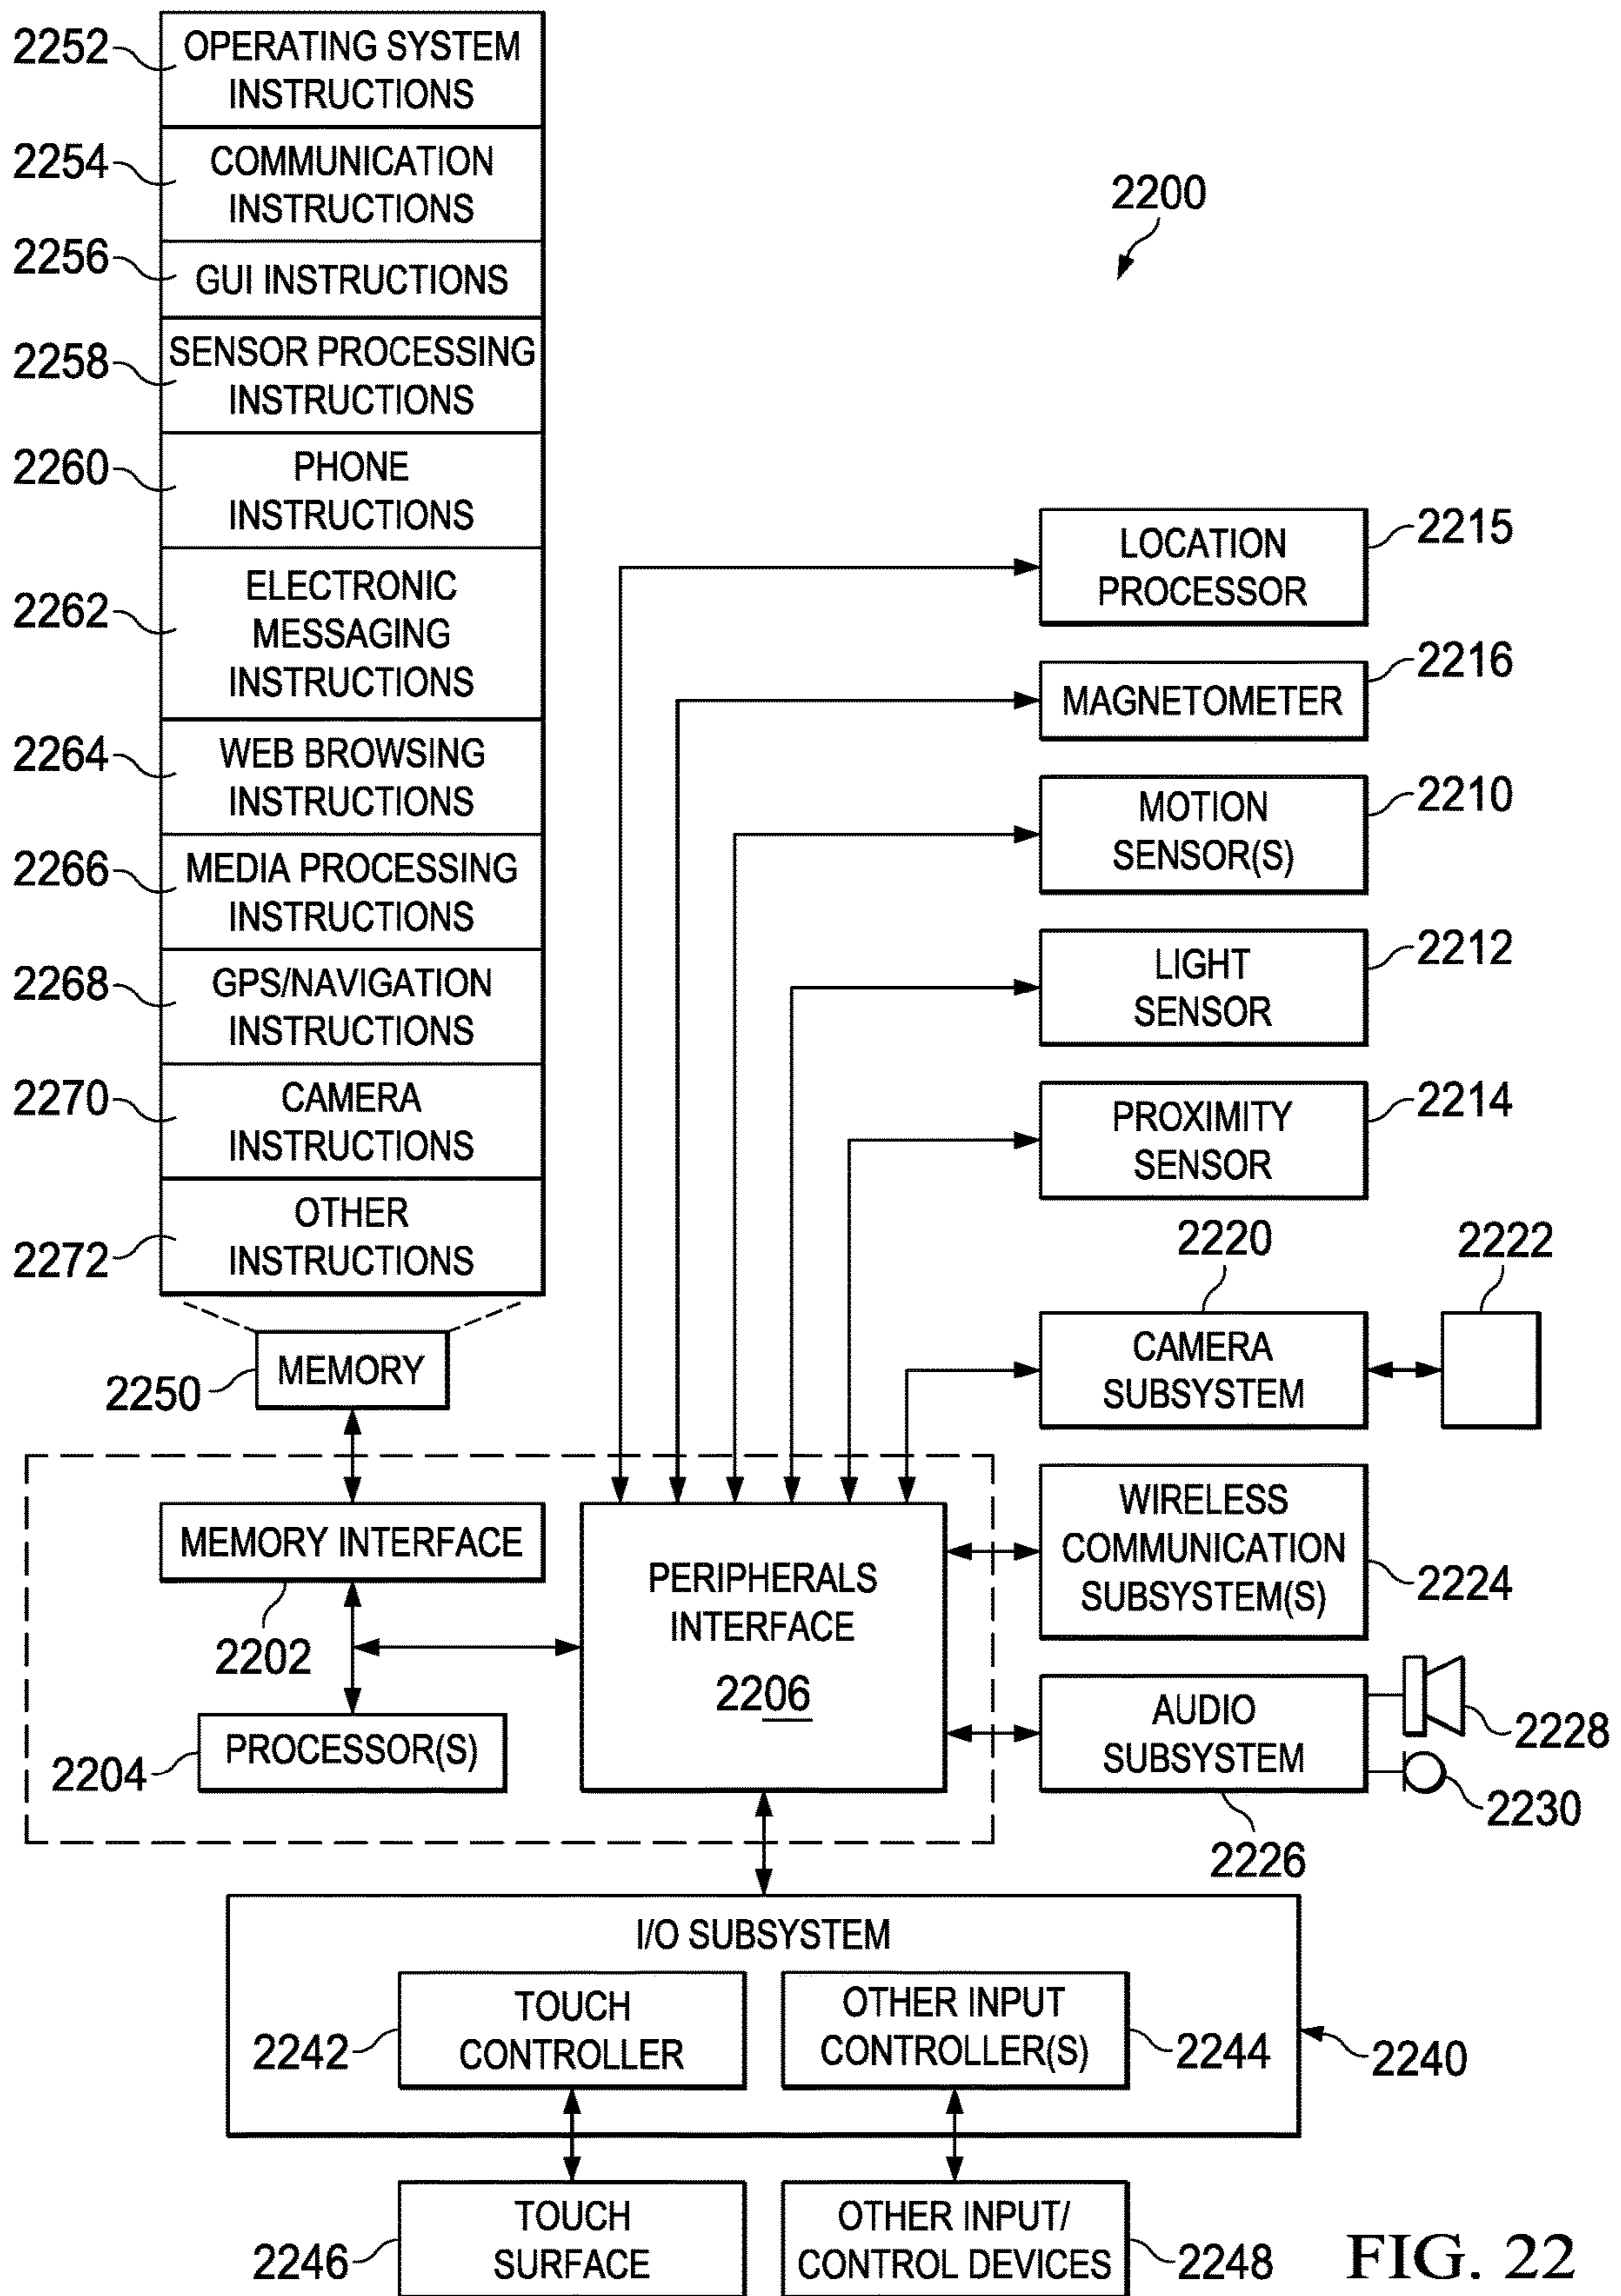 2252
OPERATING SYSTEM
INSTRUCTIONS
2254
COMMUNICATION
INSTRUCTIONS
2256
GUI INSTRUCTIONS
2258
SENSOR PROCESSING
INSTRUCTIONS
2260
PHONE
INSTRUCTIONS
2262
ELECTRONIC
MESSAGING
INSTRUCTIONS
2264
WEB BROWSING
INSTRUCTIONS
2266
MEDIA PROCESSING
INSTRUCTIONS
2268
GPS/NAVIGATION
INSTRUCTIONS
2270
CAMERA
INSTRUCTIONS
2272
OTHER
INSTRUCTIONS
2250
MEMORY
2200
LOCATION
PROCESSOR
2215
MAGNETOMETER
2216
MOTION
SENSOR(S)
2210
LIGHT
SENSOR
2212
PROXIMITY
SENSOR
2214
2220
2222
CAMERA
SUBSYSTEM
MEMORY INTERFACE
2202
PROCESSOR(S)
2204
PERIPHERALS
INTERFACE
2206
WIRELESS
COMMUNICATION
SUBSYSTEM(S)
2224
AUDIO
SUBSYSTEM
2228
2230
2226
I/O SUBSYSTEM
2242
TOUCH
CONTROLLER
OTHER INPUT
CONTROLLER(S)
2244
2240
2246
TOUCH
SURFACE
OTHER INPUT/
CONTROL DEVICES
2248
FIG. 22